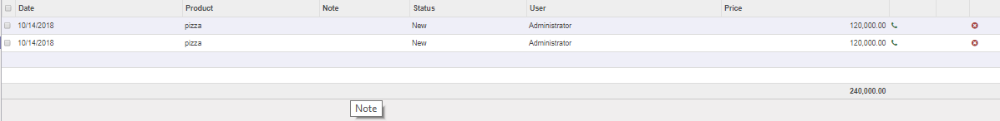 Date Product Note Status User Price
10/14/2018 pizza New Administrator 120,000.00
10/14/2018 pizza New Administrator 120,000.00
240,000.00
Note